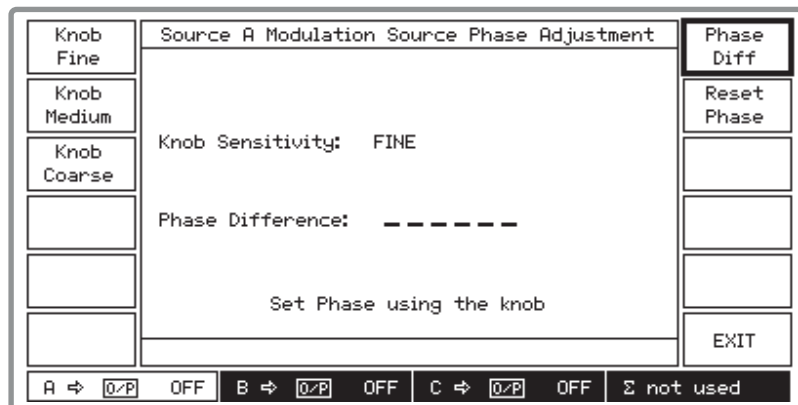 Source A Modulation Source Phase Adjustment
Knob
Fine
Knob
Medium
Knob
Coarse
Knob Sensitivity: FINE
Phase Difference: _ _ _ _ _ _
Set Phase using the knob
Phase
Diff
Reset
Phase
EXIT
A ⇨ O/P OFF
B ⇨ O/P OFF
C ⇨ O/P OFF
Σ not used